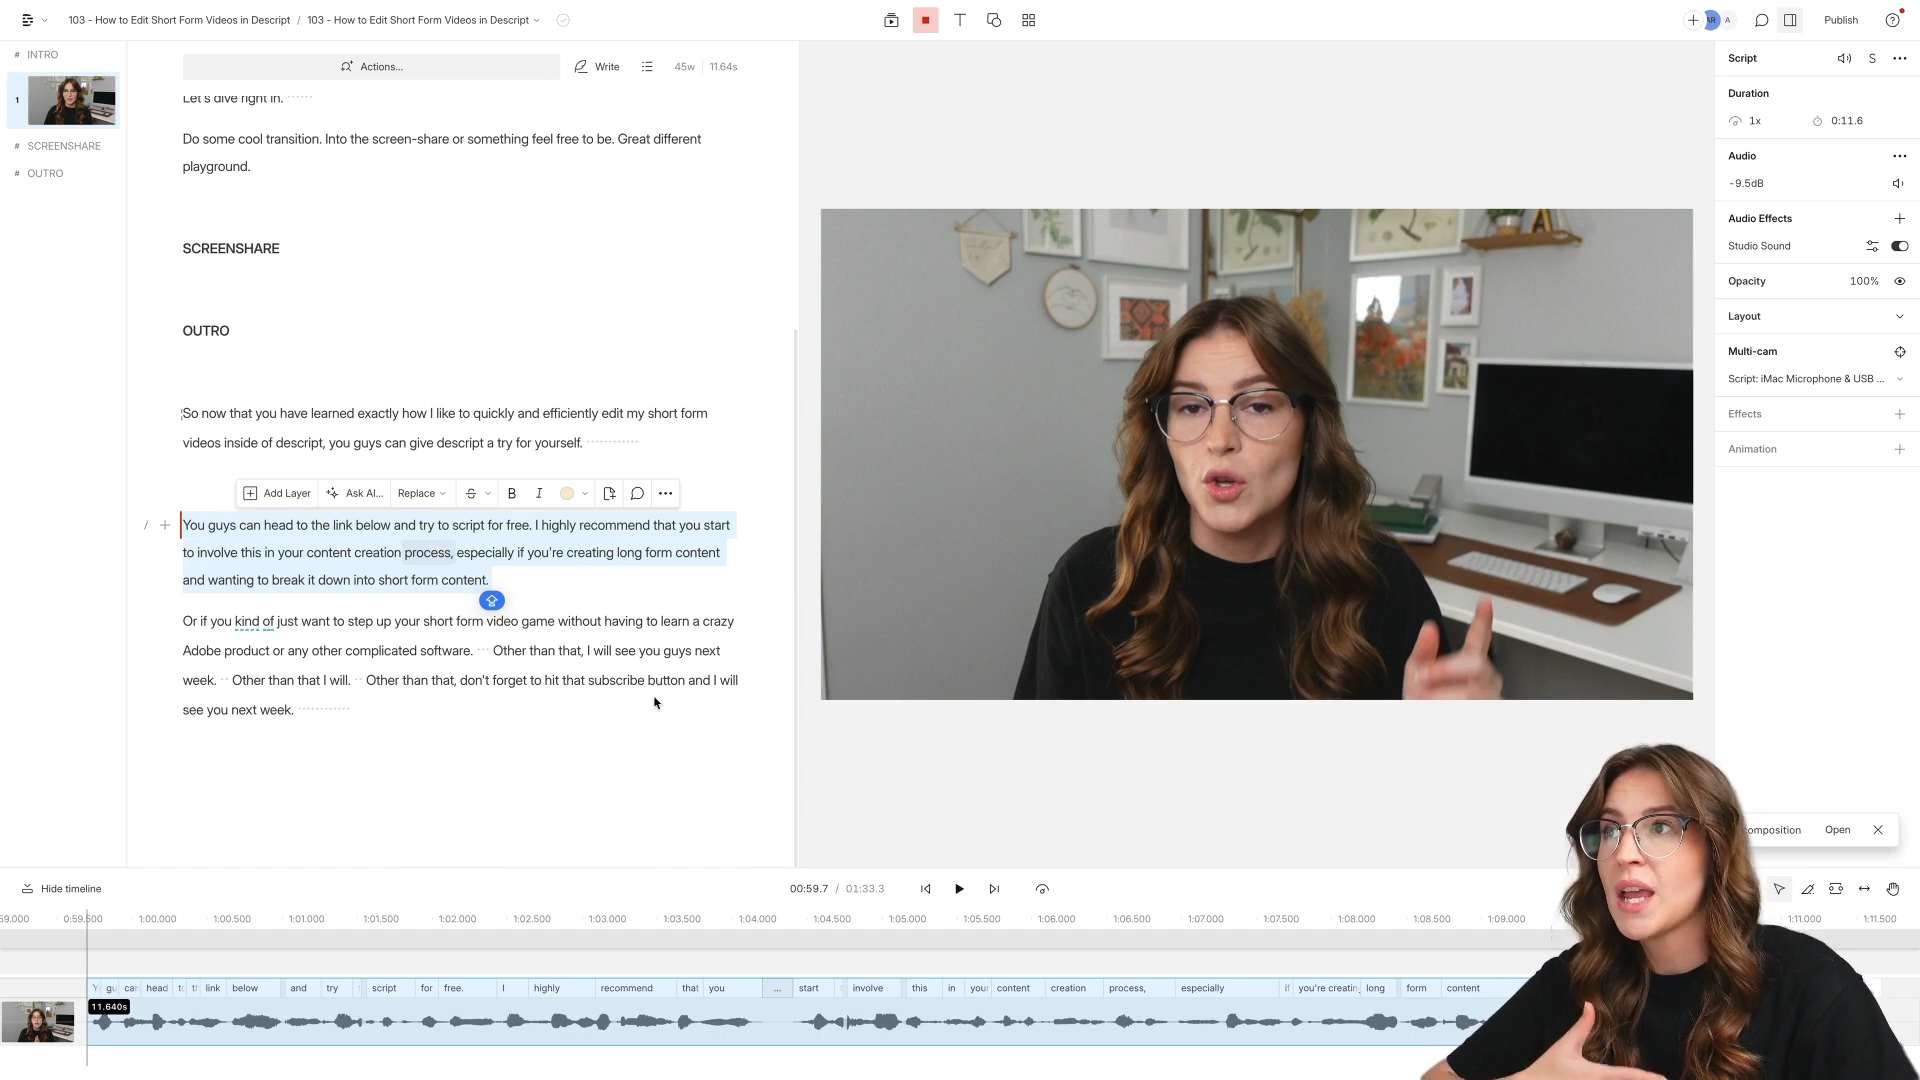 103 - How to Edit Short Form Videos in Descript / 103 - How to Edit Short Form Videos in Descript
Publish
# INTRO
1
# SCREENSHARE
# OUTRO
Actions...
Write
45w 11.64s
Let's dive right in.
Do some cool transition. Into the screen-share or something feel free to be. Great different
playground.
SCREENSHARE
OUTRO
So now that you have learned exactly how I like to quickly and efficiently edit my short form
videos inside of descript, you guys can give descript a try for yourself.
Add Layer
Ask AI...
Replace
B
I
You guys can head to the link below and try to script for free. I highly recommend that you start
to involve this in your content creation process, especially if you're creating long form content
and wanting to break it down into short form content.
Or if you kind of just want to step up your short form video game without having to learn a crazy
Adobe product or any other complicated software. Other than that, I will see you guys next
week. Other than that I will. Other than that, don't forget to hit that subscribe button and I will
see you next week.
Script
S
Duration
1x
0:11.6
Audio
-9.5dB
Audio Effects
Studio Sound
Opacity
100%
Layout
Multi-cam
Script: iMac Microphone & USB ...
Effects
Animation
composition
Open
Hide timeline
00:59.7 / 01:33.3
59.000 0:59.500 1:00.000 1:00.500 1:01.000 1:01.500 1:02.000 1:02.500 1:03.000 1:03.500 1:04.000 1:04.500 1:05.000 1:05.500 1:06.000 1:06.500 1:07.000 1:07.500 1:08.000 1:08.500 1:09.000 1:11.000 1:11.500
can head link below and try script for free. I highly recommend that you ... start involve this in your content creation process, especially if you're creatin long form content
11.640s